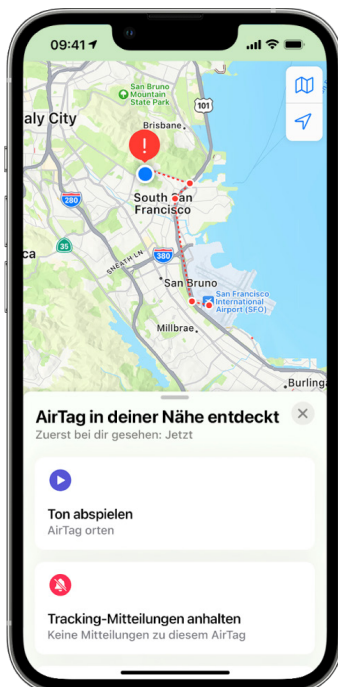 09:41
San Bruno
Mountain
State Park
101
aly City
Brisbane
!
280
South San
Francisco
35
ca
380
SNEATH LN
San Bruno
San Francisco
International
Airport (SFO)
Millbrae
Burling
AirTag in deiner Nähe entdeckt
Zuerst bei dir gesehen: Jetzt
Ton abspielen
AirTag orten
Tracking-Mitteilungen anhalten
Keine Mitteilungen zu diesem AirTag